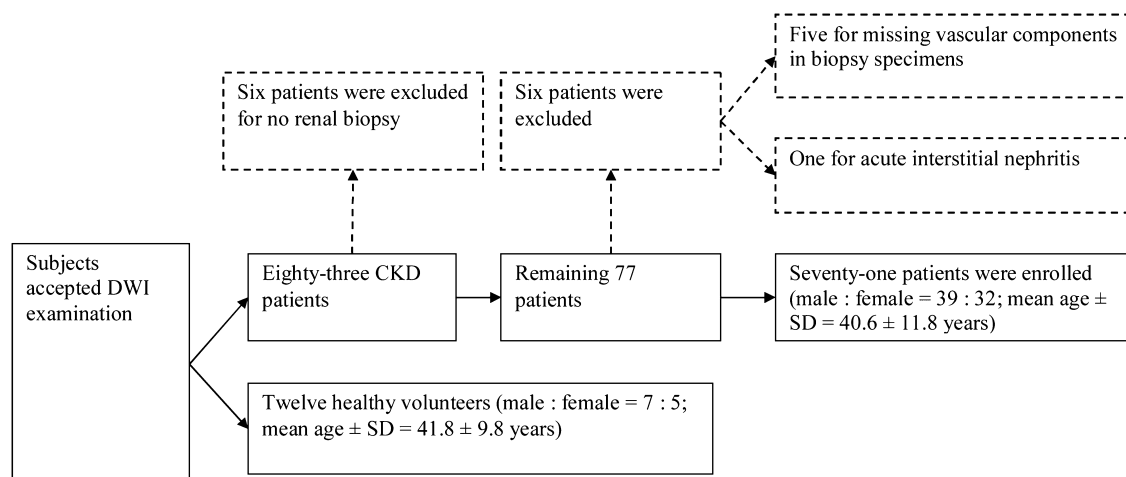 Five for missing vascular components
in biopsy specimens
Six patients were excluded
for no renal biopsy
Six patients were
excluded
One for acute interstitial nephritis
Subjects
accepted DWI
examination
Eighty-three CKD
patients
Remaining 77
patients
Seventy-one patients were enrolled
(male : female = 39 : 32; mean age ±
SD = 40.6 ± 11.8 years)
Twelve healthy volunteers (male : female = 7 : 5;
mean age ± SD = 41.8 ± 9.8 years)